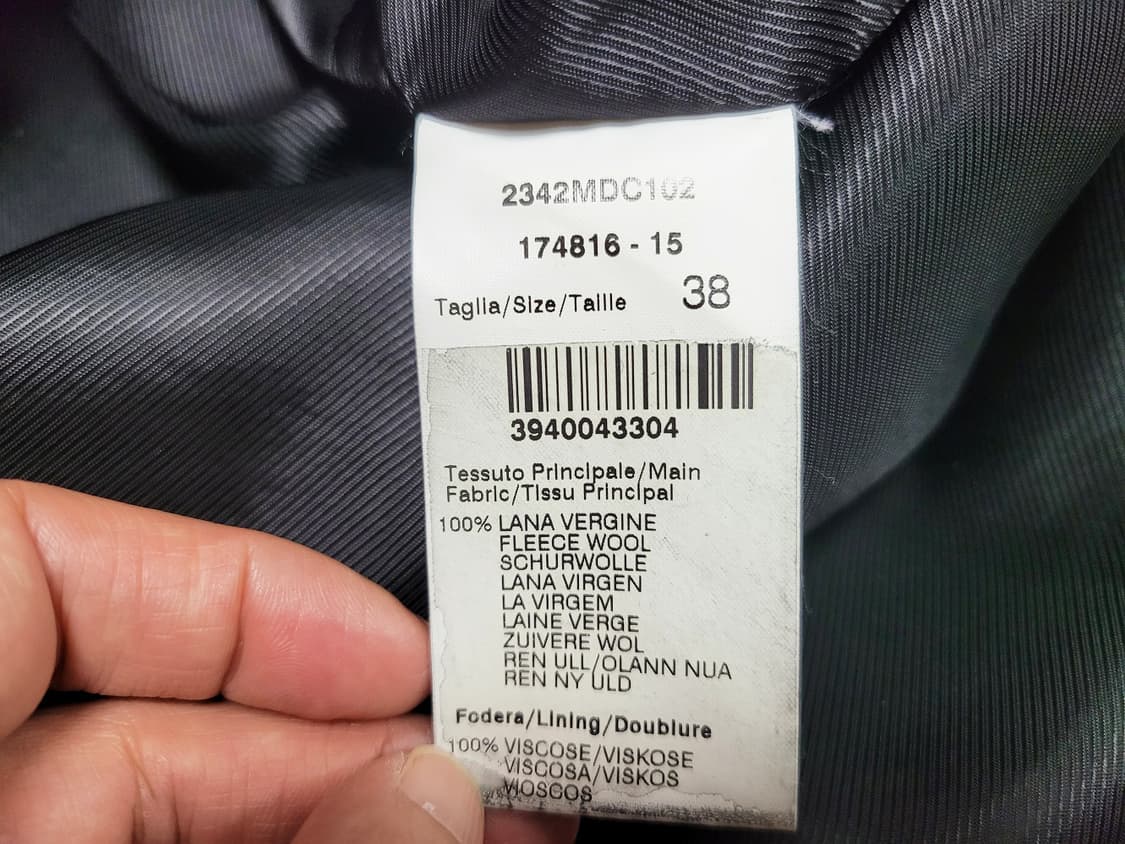 2342MDC102
174816 - 15
Taglia/Size/Taille 38
3940043304
Tessuto Principale/Main
Fabric/Tissu Principal
100% LANA VERGINE
FLEECE WOOL
SCHURWOLLE
LANA VIRGEN
LA VIRGEM
LAINE VERGE
ZUIVERE WOL
REN ULL/OLANN NUA
REN NY ULD
Fodera/Lining/Doublure
100% VISCOSE/VISKOSE
VISCOSA/VISKOS
VIOSCOS